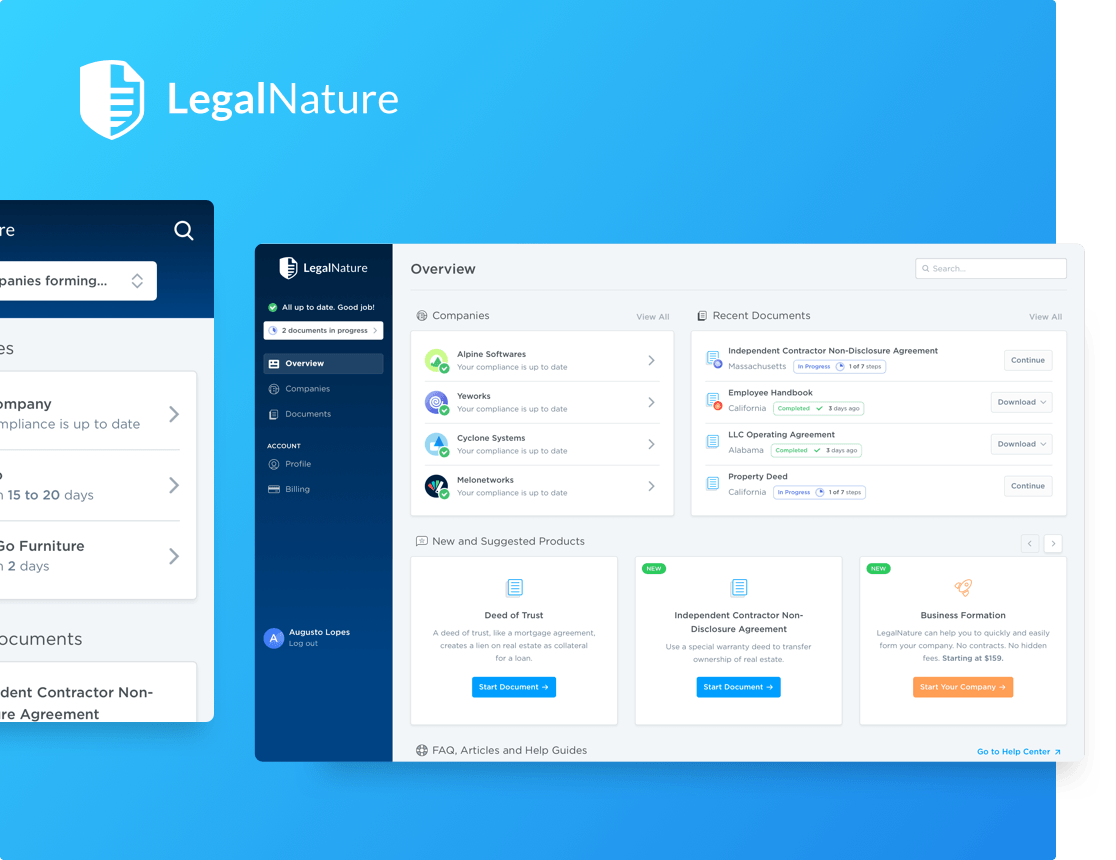 LegalNature
re
panies forming...
es
ompany
mpliance is up to date
o
n 15 to 20 days
Go Furniture
n 2 days
ocuments
dent Contractor Non-
re Agreement
LegalNature
All up to date. Good job!
2 documents in progress
Overview
Companies
Documents
ACCOUNT
Profile
Billing
A
Augusto Lopes
Log out
Overview
Search...
Companies
View All
Alpine Softwares
Your compliance is up to date
Yeworks
Your compliance is up to date
Cyclone Systems
Your compliance is up to date
Melonetworks
Your compliance is up to date
Recent Documents
View All
Independent Contractor Non-Disclosure Agreement
Massachusetts In Progress 1 of 7 steps
Continue
Employee Handbook
California Completed 3 days ago
Download
LLC Operating Agreement
Alabama Completed 3 days ago
Download
Property Deed
California In Progress 1 of 7 steps
Continue
New and Suggested Products
Deed of Trust
A deed of trust, like a mortgage agreement,
creates a lien on real estate as collateral
for a loan.
Start Document →
NEW
Independent Contractor Non-
Disclosure Agreement
Use a special warranty deed to transfer
ownership of real estate.
Start Document →
NEW
Business Formation
LegalNature can help you to quickly and easily
form your company. No contracts. No hidden
fees. Starting at $159.
Start Your Company →
FAQ, Articles and Help Guides
Go to Help Center ↗